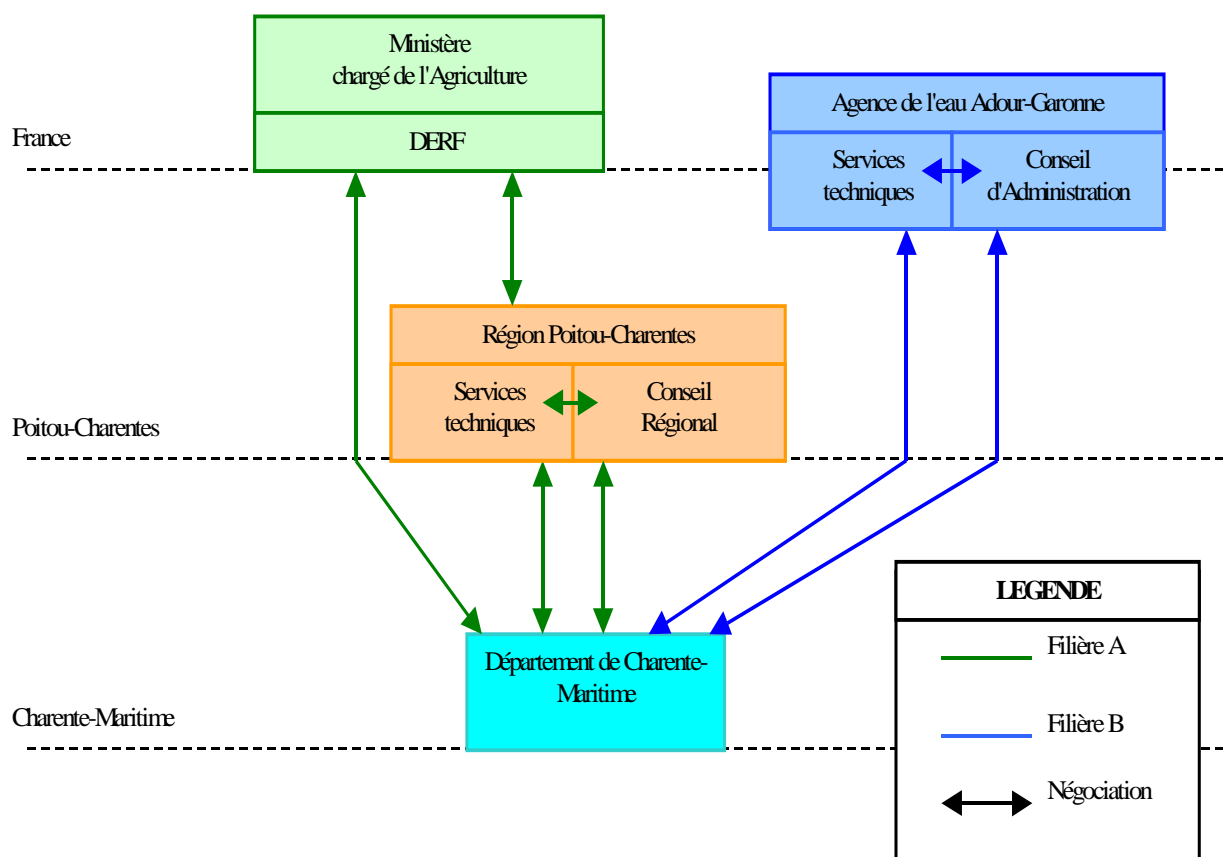 Ministère
chargé de l'Agriculture
DERF
France
Agence de l'eau Adour-Garonne
Services
techniques
Conseil
d'Administration
Région Poitou-Charentes
Services
techniques
Conseil
Régional
Poitou-Charentes
Département de Charente-
Maritime
Charente-Maritime
LEGENDE
Filière A
Filière B
Négociation